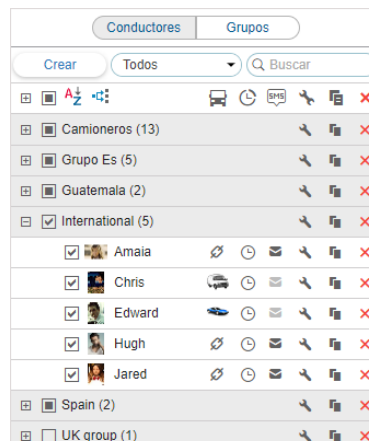 Conductores Grupos
Crear Todos Buscar
A Z SMS
Camioneros (13)
Grupo Es (5)
Guatemala (2)
International (5)
Amaia
Chris
Edward
Hugh
Jared
Spain (2)
UK group (1)